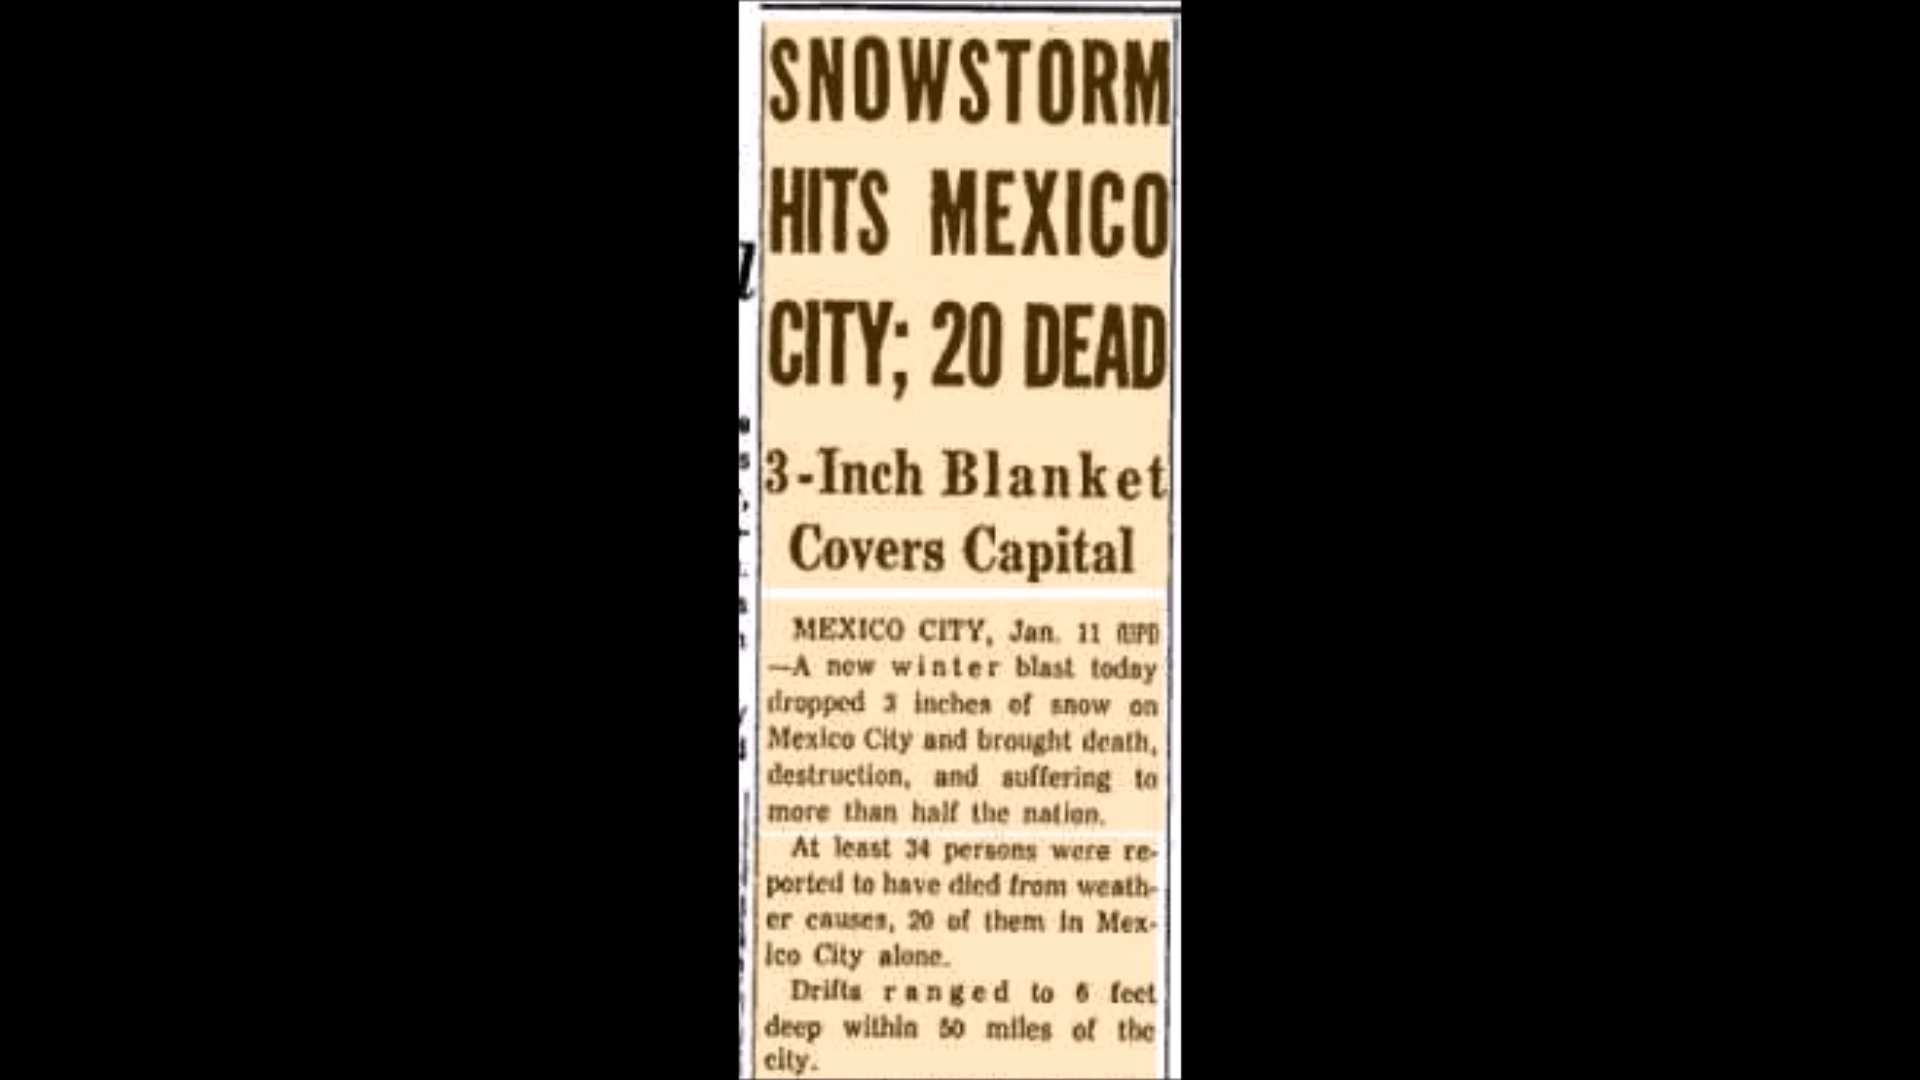 SNOWSTORM
HITS MEXICO
CITY; 20 DEAD
3-Inch Blanket
Covers Capital
MEXICO CITY, Jan. 11 (UPI)
—A new winter blast today
dropped 3 inches of snow on
Mexico City and brought death,
destruction, and suffering to
more than half the nation.
At least 34 persons were re-
ported to have died from weath-
er causes, 20 of them in Mex-
ico City alone.
Drifts ranged to 6 feet
deep within 50 miles of the
city.